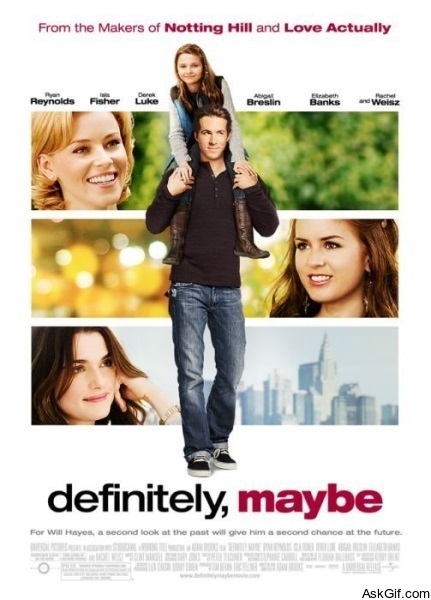 From the Makers of Notting Hill and Love Actually
Ryan Reynolds Isla Fisher Derek Luke Abigail Breslin Elizabeth Banks and Rachel Weisz
definitely, maybe
For Will Hayes, a second look at the past will give him a second chance at the future.
www.definitelymaybemovie.com
AskGif.com